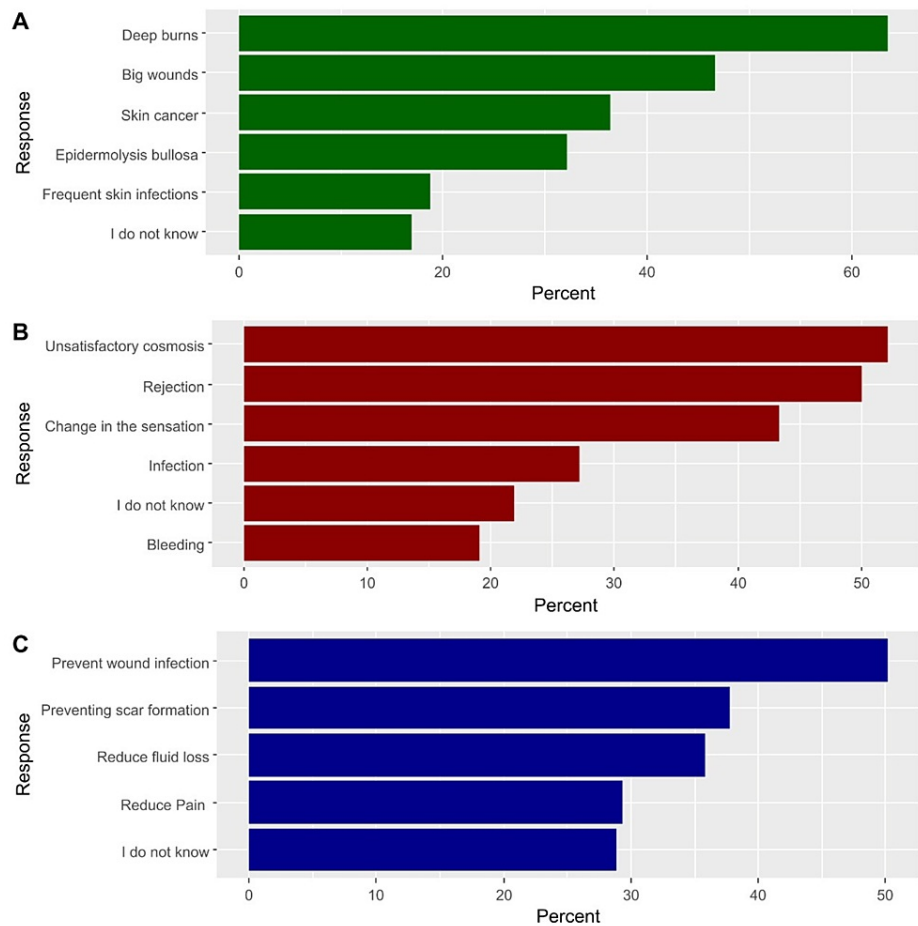 A
Response
Deep burns
Big wounds
Skin cancer
Epidermolysis bullosa
Frequent skin infections
I do not know
0 20 40 60
Percent
B
Response
Unsatisfactory cosmosis
Rejection
Change in the sensation
Infection
I do not know
Bleeding
0 10 20 30 40 50
Percent
C
Response
Prevent wound infection
Preventing scar formation
Reduce fluid loss
Reduce Pain
I do not know
0 10 20 30 40 50
Percent